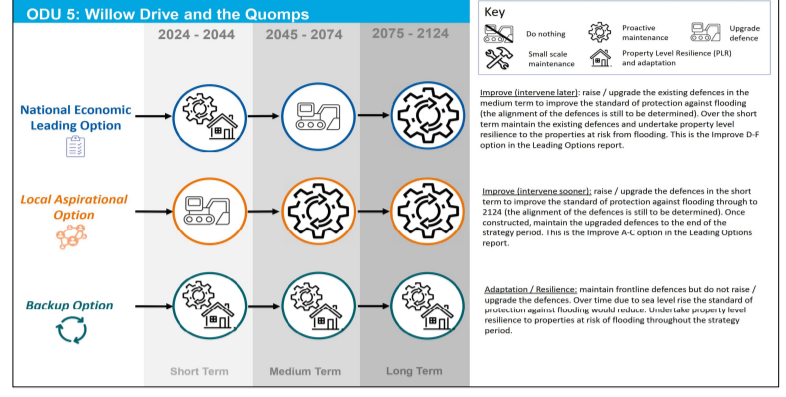 ODU 5: Willow Drive and the Quomps
2024 - 2044
2045 - 2074
2075 - 2124
Key
Do nothing
Proactive
maintenance
Upgrade
defence
Small scale
maintenance
Property Level Resilience (PLR)
and adaptation
National Economic
Leading Option
Improve (intervene later): raise / upgrade the existing defences in the
medium term to improve the standard of protection against flooding
(the alignment of the defences is still to be determined). Over the short
term maintain the existing defences and undertake property level
resilience to the properties at risk from flooding. This is the Improve D-F
option in the Leading Options report.
Local Aspirational
Option
Improve (intervene sooner): raise / upgrade the defences in the short
term to improve the standard of protection against flooding through to
2124 (the alignment of the defences is still to be determined). Once
constructed, maintain the upgraded defences to the end of the
strategy period. This is the Improve A-C option in the Leading Options
report.
Backup Option
Adaptation / Resilience: maintain frontline defences but do not raise /
upgrade the defences. Over time due to sea level rise the standard of
protection against flooding would reduce. Undertake property level
resilience to properties at risk of flooding throughout the strategy
period.
Short Term
Medium Term
Long Term